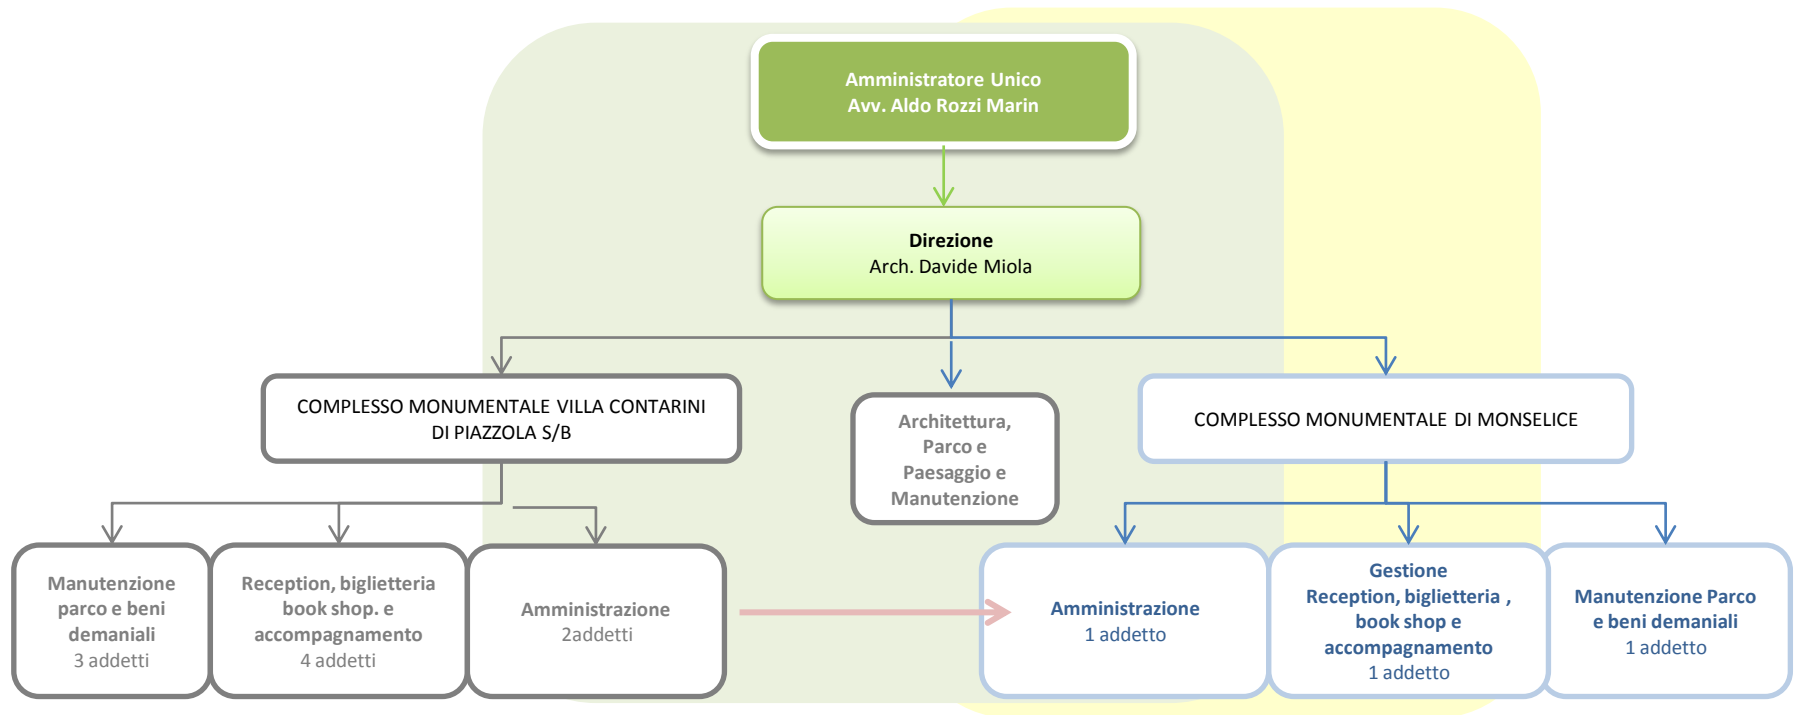 Amministratore Unico
Avv. Aldo Rozzi Marin
Direzione
Arch. Davide Miola
COMPLESSO MONUMENTALE VILLA CONTARINI
DI PIAZZOLA S/B
Architettura,
Parco e
Paesaggio e
Manutenzione
COMPLESSO MONUMENTALE DI MONSELICE
Manutenzione
parco e beni
demaniali
3 addetti
Reception, biglietteria
book shop. e
accompagnamento
4 addetti
Amministrazione
2addetti
Amministrazione
1 addetto
Gestione
Reception, biglietteria ,
book shop e
accompagnamento
1 addetto
Manutenzione Parco
e beni demaniali
1 addetto